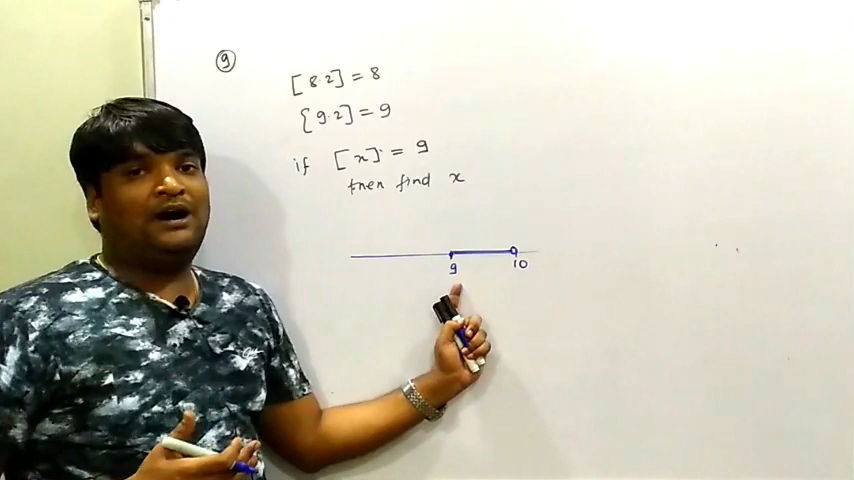 9
[8.2] = 8
[9.2] = 9
if [x] = 9
then find x
9 10